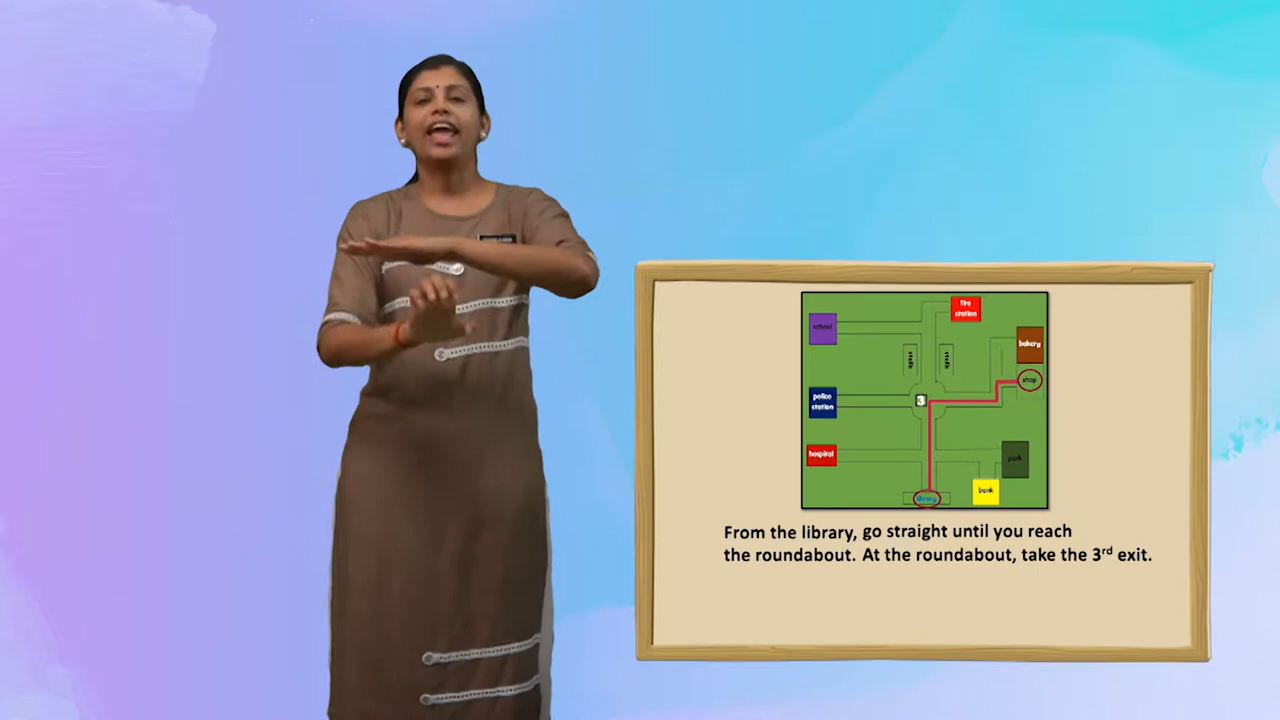 fire
station
school
bakery
shop
police
station
hospital
park
bank
library
From the library, go straight until you reach
the roundabout. At the roundabout, take the 3rd exit.